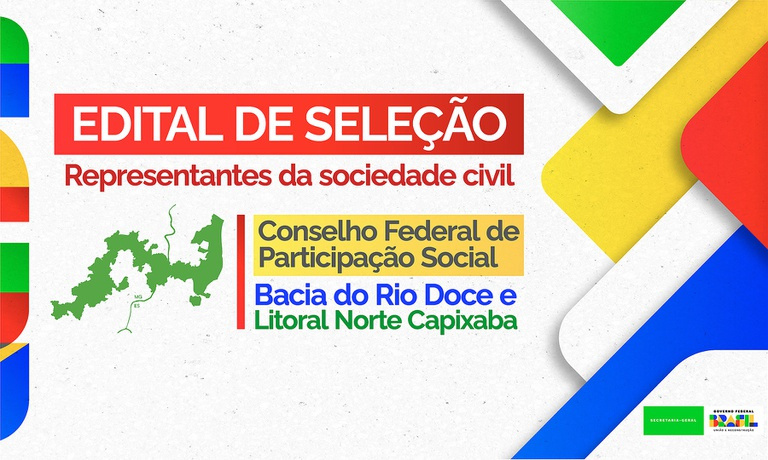 EDITAL DE SELEÇÃO
Representantes da sociedade civil
Conselho Federal de
Participação Social
Bacia do Rio Doce e
Litoral Norte Capixaba
MG
ES
SECRETARIA-GERAL
GOVERNO FEDERAL
BRASIL
UNIÃO E RECONSTRUÇÃO